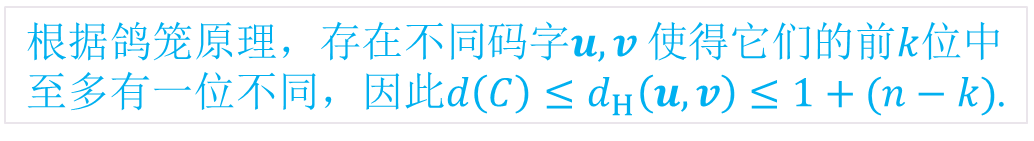 根据鸽笼原理，存在不同码字u, v 使得它们的前k位中
至多有一位不同，因此d(C) ≤ d_H(u, v) ≤ 1 + (n − k).